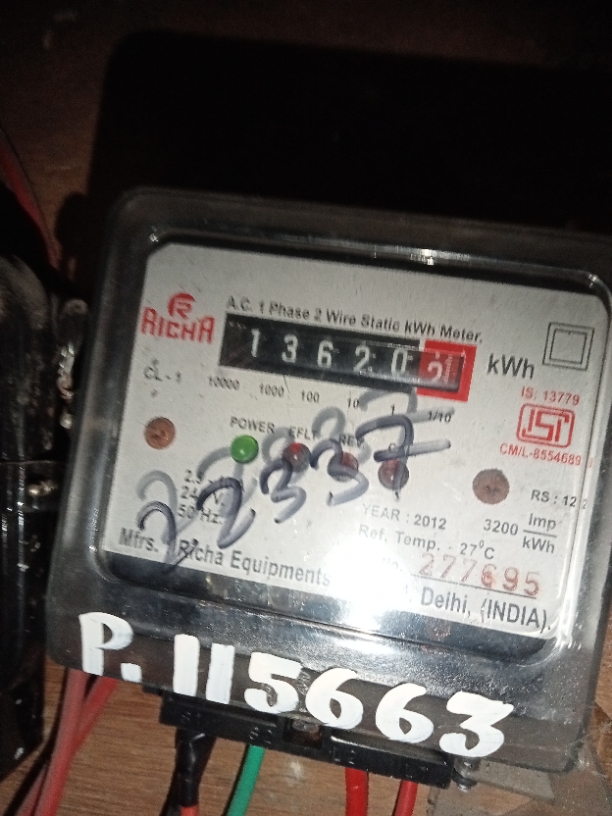 RICHA
A.C. 1 Phase 2 Wire Static kWh Meter.
1 3 6 2 0 2 kWh
CL - 1 10000 1000 100 10 1 1/10
IS: 13779
ISI
CM/L-8554689
POWER EFLT REV
22337
50 Hz.
RS : 12
YEAR : 2012 3200 Imp/kWh
Ref. Temp. - 27°C
277695
Mfrs. : Richa Equipments Delhi, (INDIA).
P. 115663